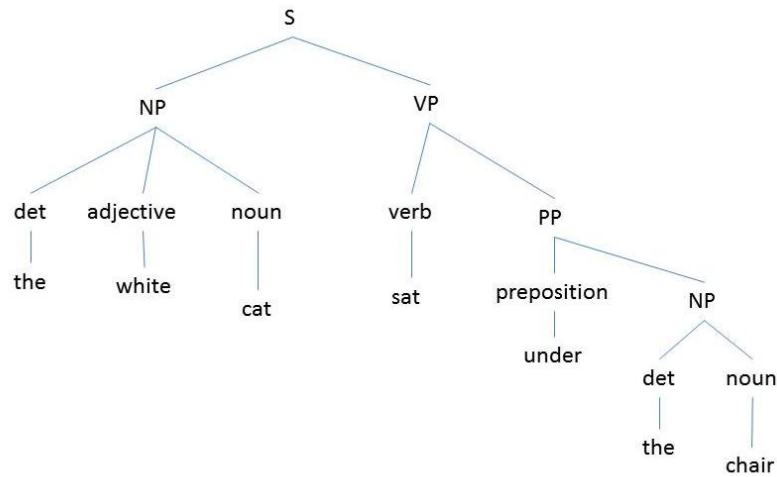 S
NP VP
det adjective noun verb PP
the white cat sat preposition NP
under
det noun
the chair